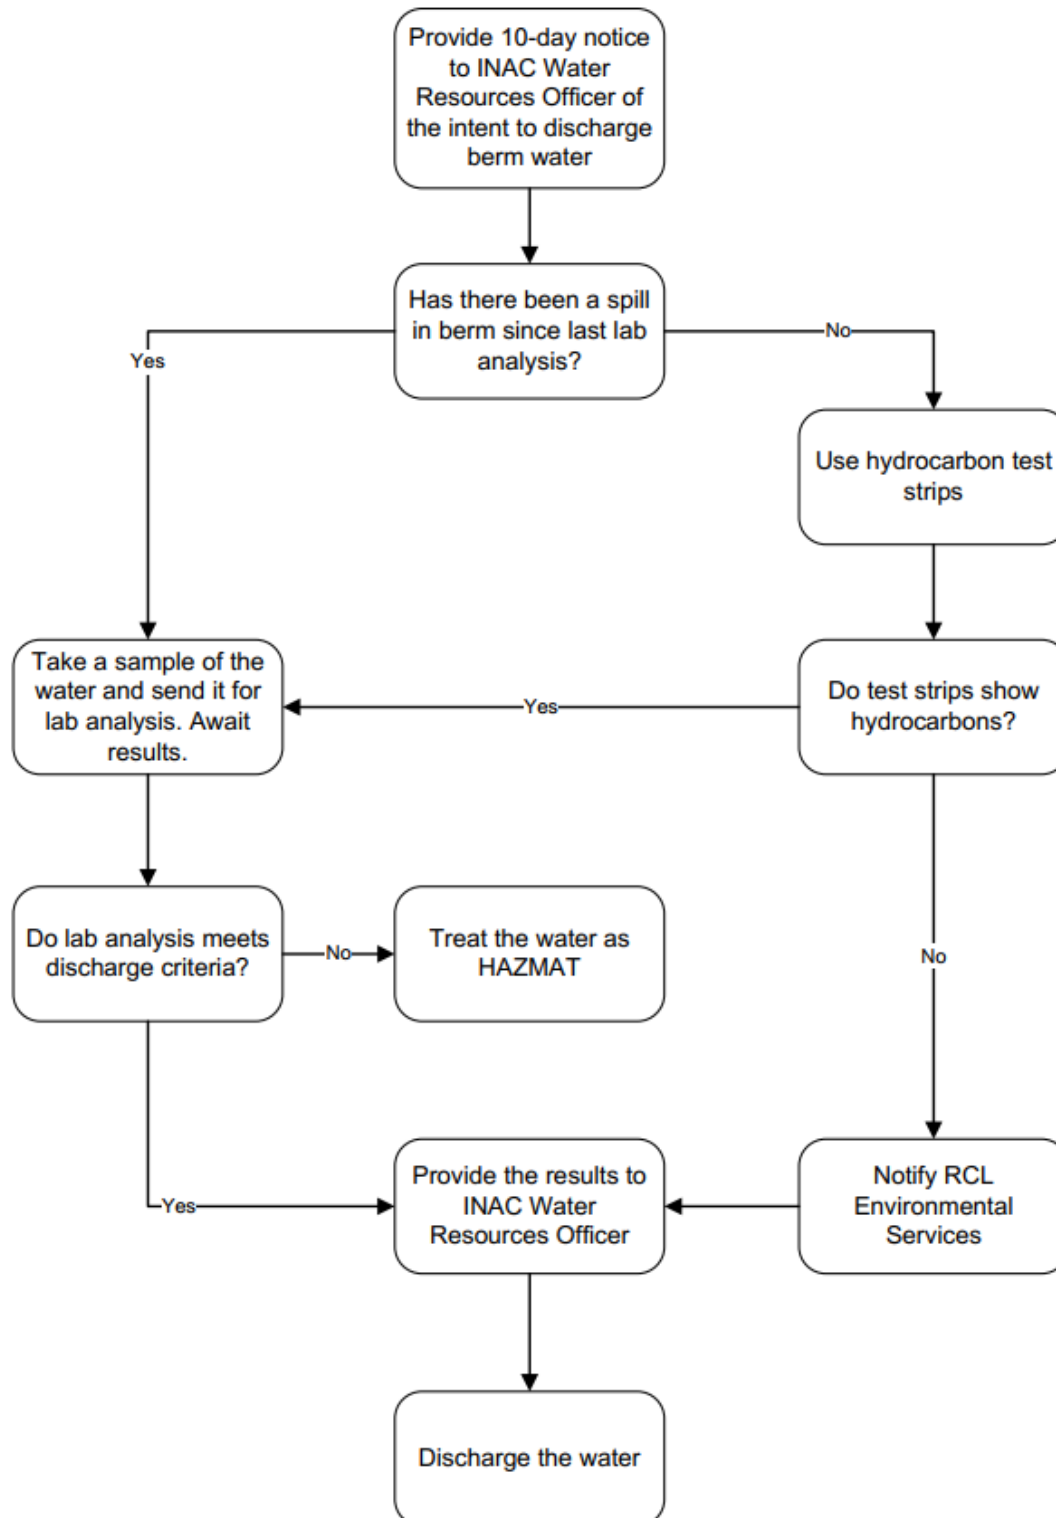 Provide 10-day notice
to INAC Water
Resources Officer of
the intent to discharge
berm water
Has there been a spill
in berm since last lab
analysis?
Yes
No
Use hydrocarbon test
strips
Take a sample of the
water and send it for
lab analysis. Await
results.
Yes
Do test strips show
hydrocarbons?
Do lab analysis meets
discharge criteria?
No
Treat the water as
HAZMAT
No
Yes
Provide the results to
INAC Water
Resources Officer
Notify RCL
Environmental
Services
Discharge the water